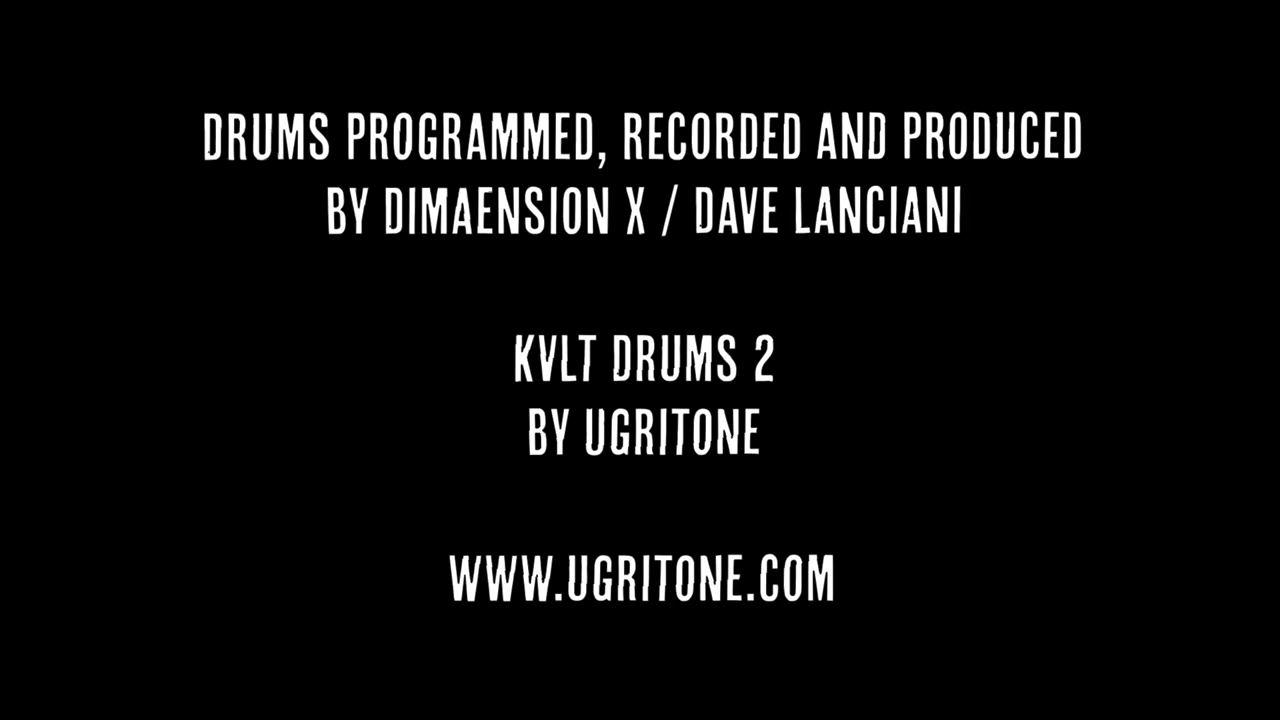 DRUMS PROGRAMMED, RECORDED AND PRODUCED
BY DIMAENSION X / DAVE LANCIANI
KVLT DRUMS 2
BY UGRITONE
WWW.UGRITONE.COM